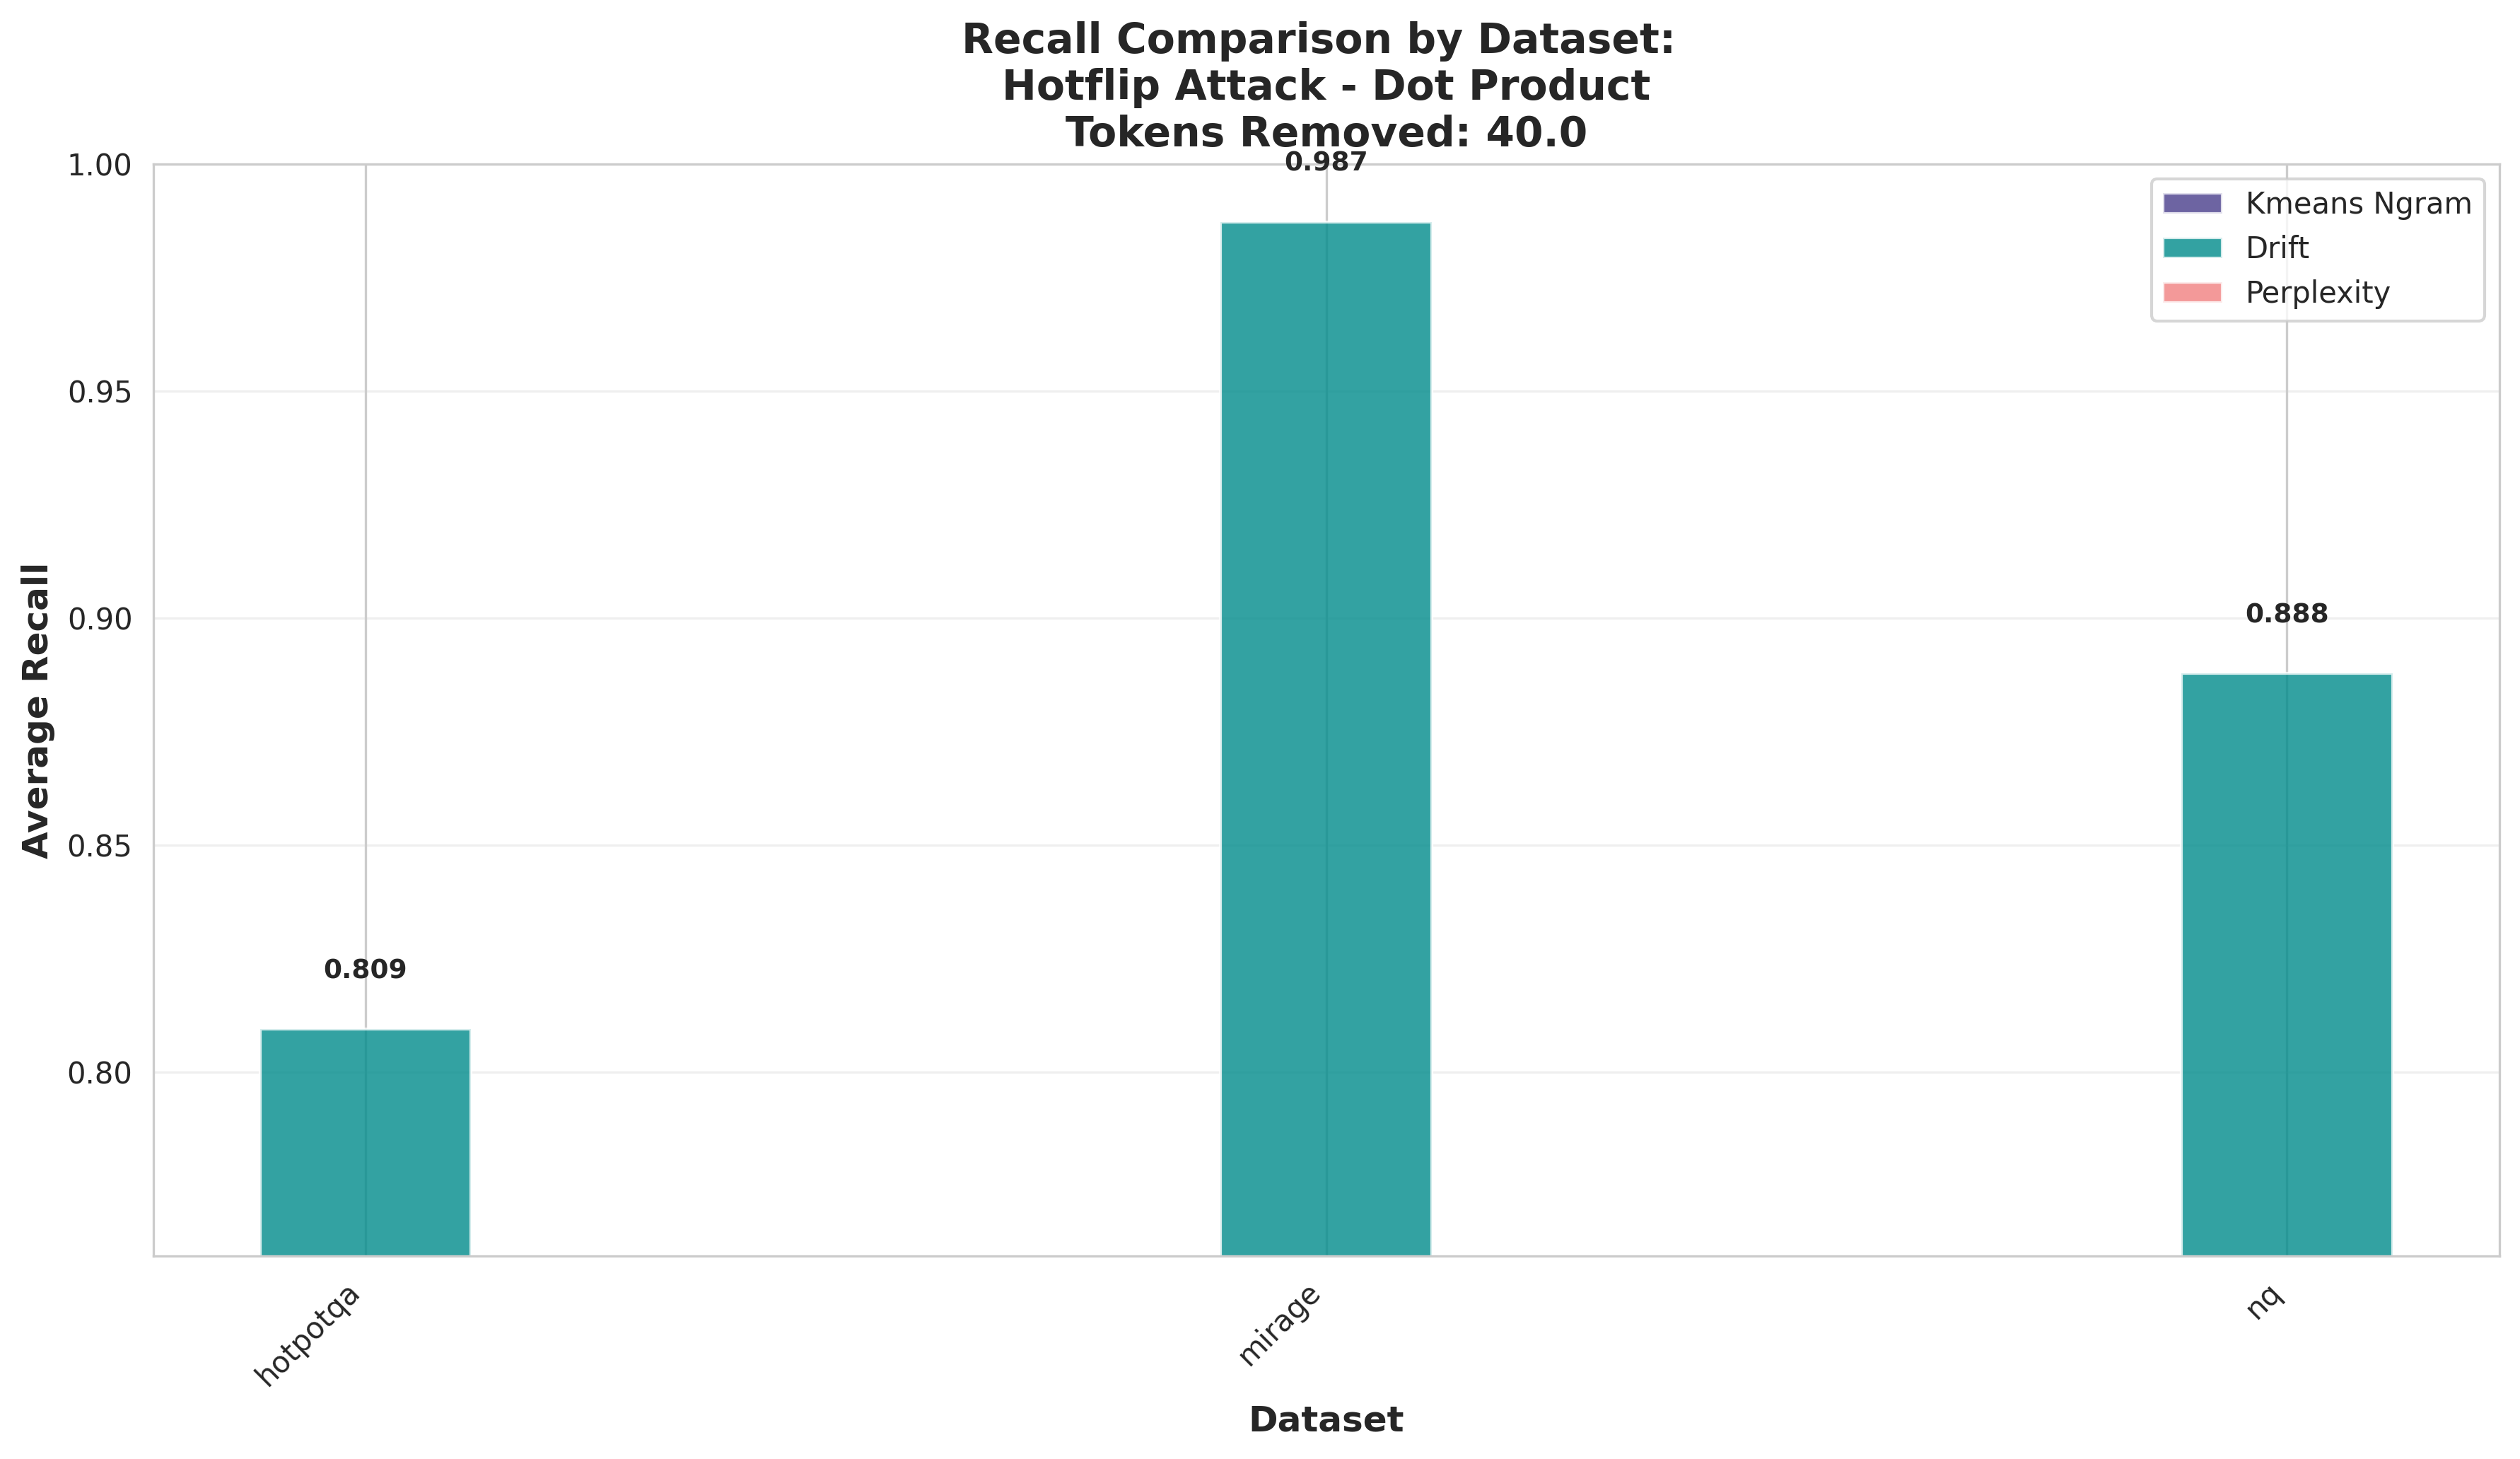 Recall Comparison by Dataset:
Hotflip Attack - Dot Product
Tokens Removed: 40.0
1.00
0.95
0.90
0.85
0.80
Average Recall
0.809
0.987
0.888
Kmeans Ngram
Drift
Perplexity
hotpotqa
mirage
nq
Dataset